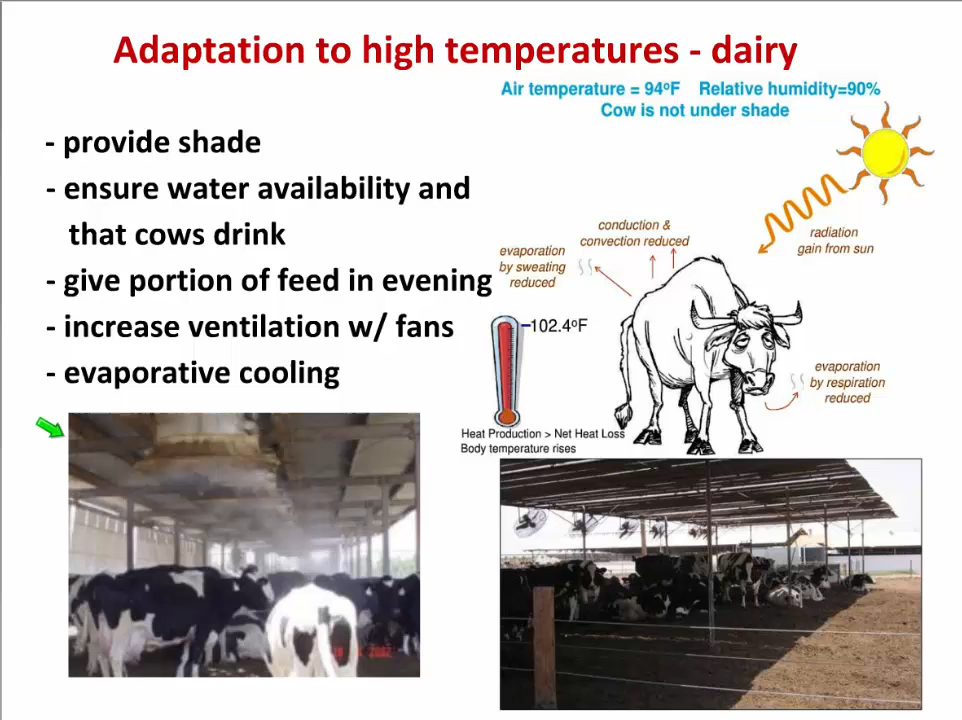 Adaptation to high temperatures - dairy
Air temperature = 94ºF Relative humidity=90%
Cow is not under shade
- provide shade
- ensure water availability and
that cows drink
- give portion of feed in evening
- increase ventilation w/ fans
- evaporative cooling
radiation
gain from sun
conduction &
convection reduced
evaporation
by sweating
reduced
102.4ºF
evaporation
by respiration
reduced
Heat Production > Net Heat Loss
Body temperature rises